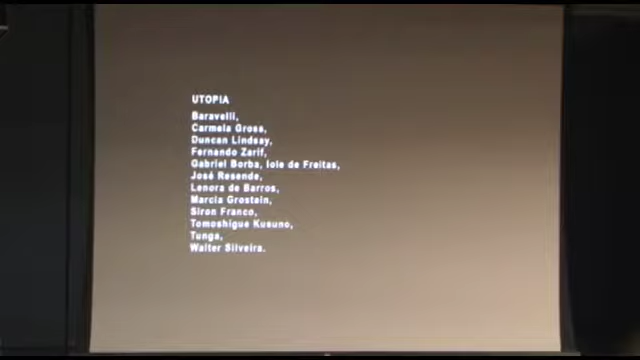 UTOPIA
Baravelli,
Carmela Gross,
Duncan Lindsay,
Fernando Zarif,
Gabriel Borba, Iole de Freitas,
José Resende,
Lenora de Barros,
Marcia Grostein,
Siron Franco,
Tomoshigue Kusuno,
Tunga,
Walter Silveira.